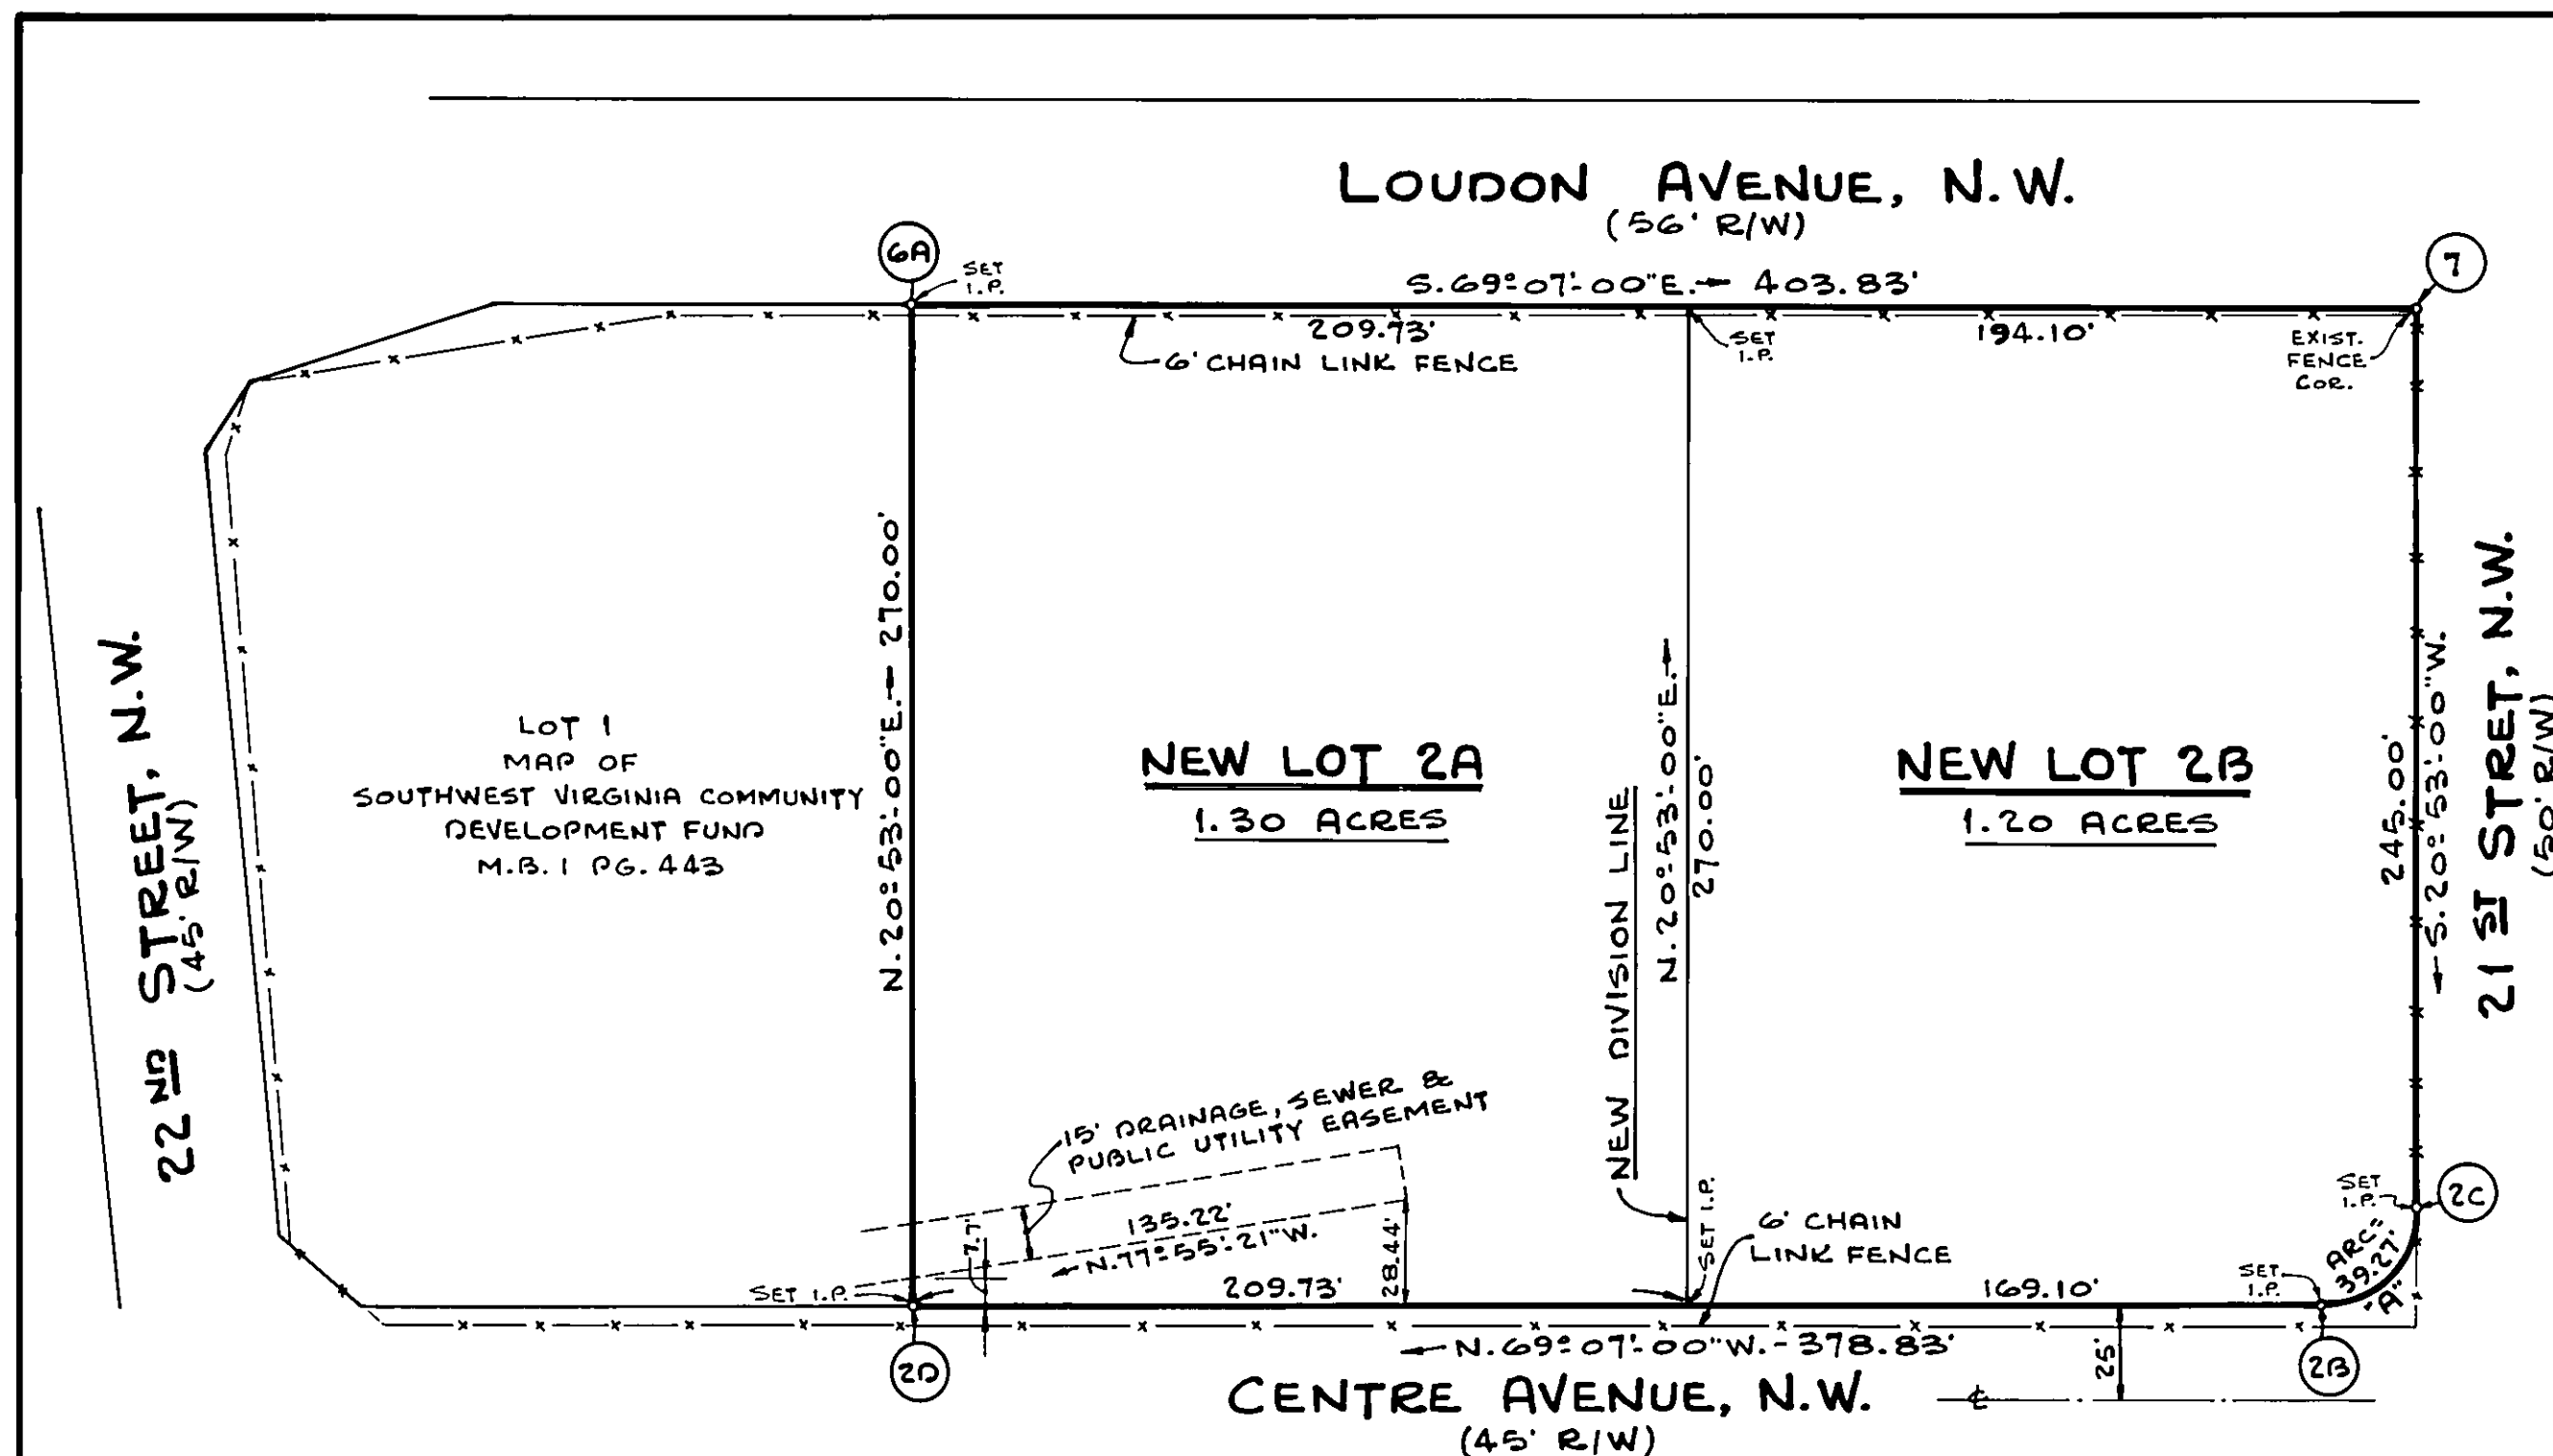 LOUDON AVENUE, N.W.
(56' R/W)
6A
SET
I.P.
S.69°07'00"E. 403.83'
7
209.73'
6' CHAIN LINK FENCE
SET
I.P.
194.10'
EXIST.
FENCE
COR.
22ND STREET, N.W.
(45' R/W)
LOT 1
MAP OF
SOUTHWEST VIRGINIA COMMUNITY
DEVELOPMENT FUND
M.B. 1 PG. 443
N.20°53'00"E. 270.00'
NEW LOT 2A
1.30 ACRES
NEW DIVISION LINE
N.20°53'00"E.
270.00'
NEW LOT 2B
1.20 ACRES
245.00'
S.20°53'00"W.
21ST STREET, N.W.
(50' R/W)
15' DRAINAGE, SEWER &
PUBLIC UTILITY EASEMENT
135.22'
N.77°55'21"W.
7.7'
28.44'
SET I.P.
209.73'
SET I.P.
6' CHAIN
LINK FENCE
169.10'
SET
I.P.
2C
ARC=
39.27'
"A"
SET
I.P.
2D
N.69°07'00"W.-378.83'
25'
2B
CENTRE AVENUE, N.W.
(45' R/W)
℄